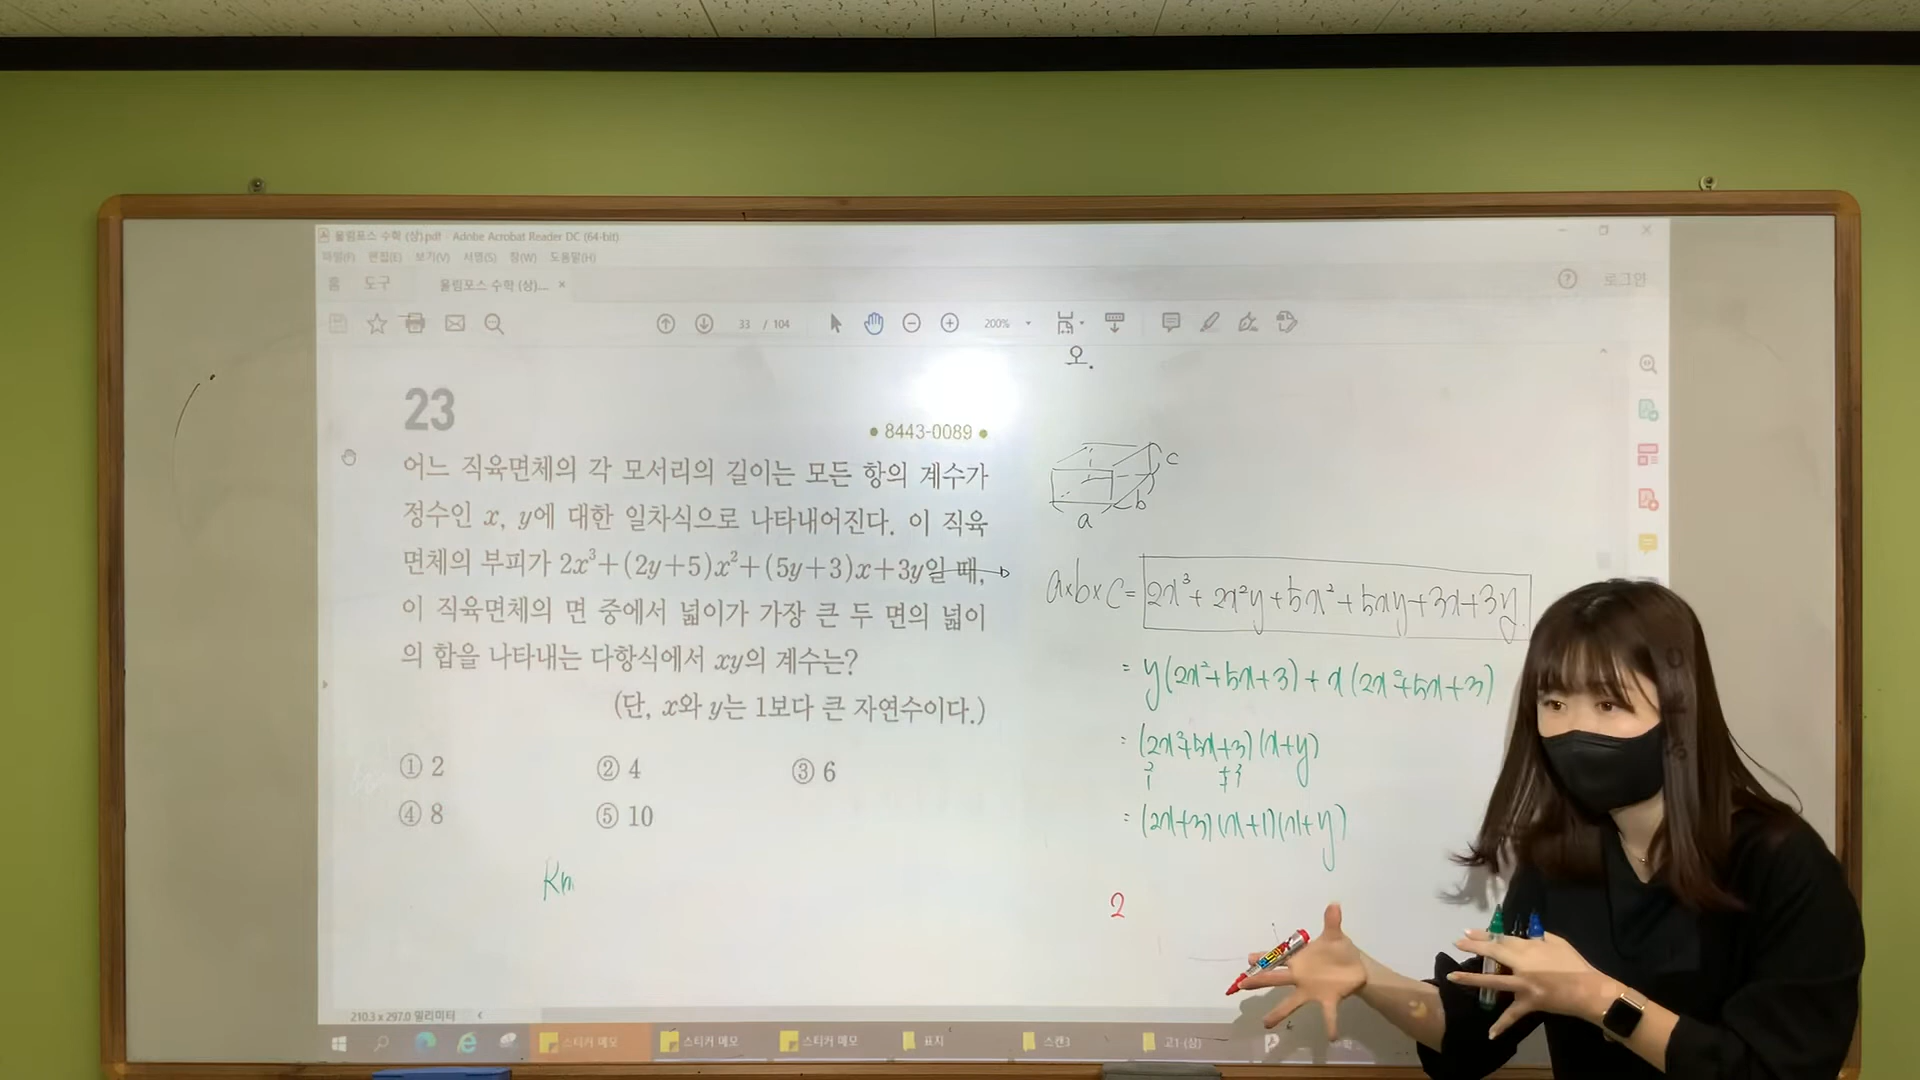 올림포스 수학 (상).pdf - Adobe Acrobat Reader DC (64-bit)
파일(F) 편집(E) 보기(V) 서명(S) 창(W) 도움말(H)
홈 도구 올림포스 수학 (상)....
로그인
33 / 104 200%
오.
23
8443-0089
어느 직육면체의 각 모서리의 길이는 모든 항의 계수가
정수인 x, y에 대한 일차식으로 나타내어진다. 이 직육
면체의 부피가 2x³+(2y+5)x²+(5y+3)x+3y일 때,
이 직육면체의 면 중에서 넓이가 가장 큰 두 면의 넓이
의 합을 나타내는 다항식에서 xy의 계수는?
(단, x와 y는 1보다 큰 자연수이다.)
① 2 ② 4 ③ 6
④ 8 ⑤ 10
a b c
a×b×c= 2x³+2x²y+5x²+5xy+3x+3y
= y(2x²+5x+3)+x(2x²+5x+3)
= (2x²+5x+3)(x+y)
= (2x+3)(x+1)(x+y)
2
210.3 x 297.0 밀리미터
스티커 메모 스티커 메모 스티커 메모 표지 스캔3 고1-(상)